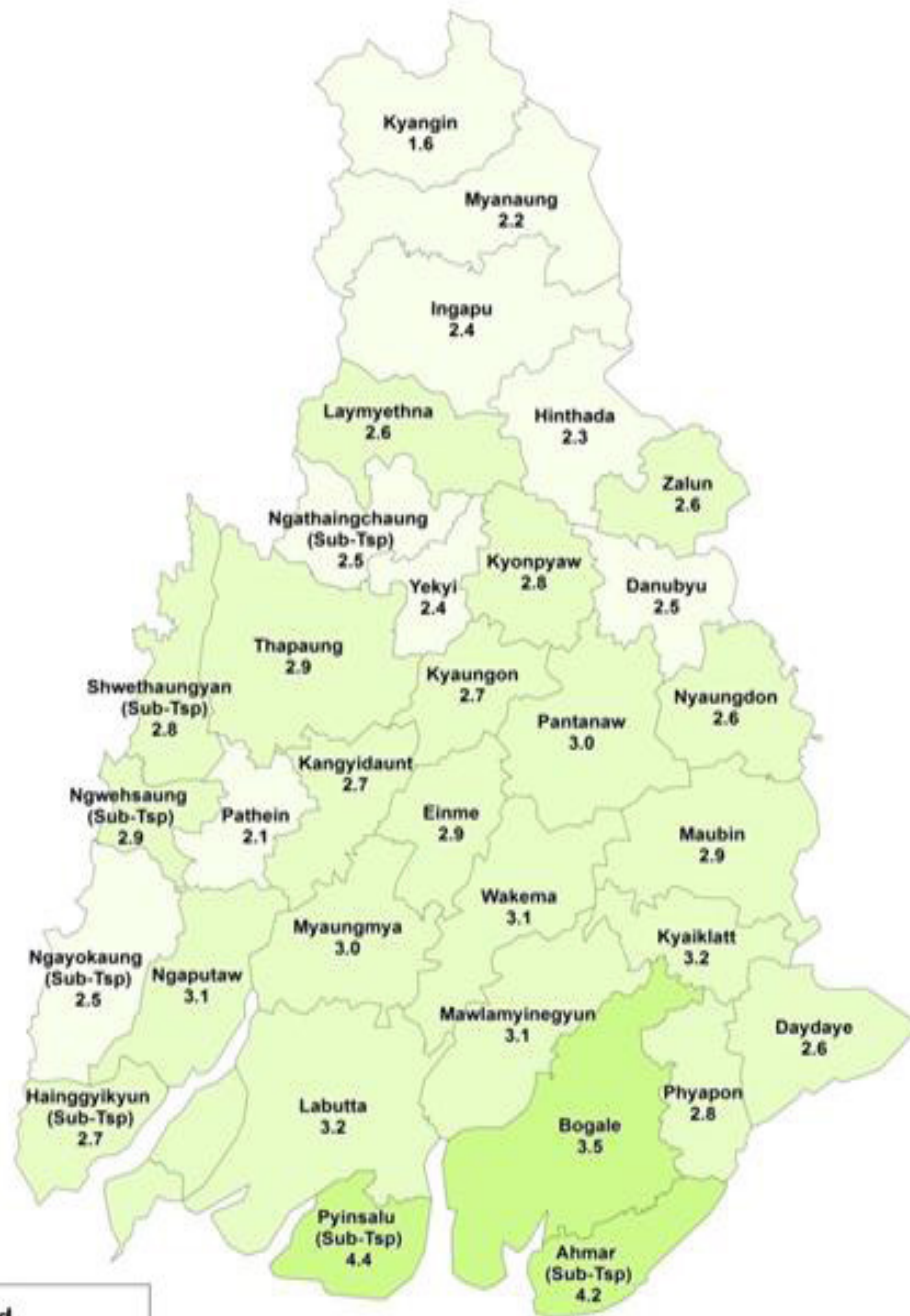 Kyangin
1.6
Myanaung
2.2
Ingapu
2.4
Laymyethna
2.6
Hinthada
2.3
Zalun
2.6
Ngathaingchaung
(Sub-Tsp)
2.5
Yekyi
2.4
Kyonpyaw
2.8
Danubyu
2.5
Thapaung
2.9
Shwethaungyan
(Sub-Tsp)
2.8
Kyaungon
2.7
Pantanaw
3.0
Nyaungdon
2.6
Kangyidaunt
2.7
Ngwehsaung
(Sub-Tsp)
2.9
Pathein
2.1
Einme
2.9
Maubin
2.9
Wakema
3.1
Myaungmya
3.0
Kyaiklatt
3.2
Ngayokaung
(Sub-Tsp)
2.5
Ngaputaw
3.1
Mawlamyinegyun
3.1
Daydaye
2.6
Hainggyikyun
(Sub-Tsp)
2.7
Labutta
3.2
Bogale
3.5
Phyapon
2.8
Pyinsalu
(Sub-Tsp)
4.4
Ahmar
(Sub-Tsp)
4.2